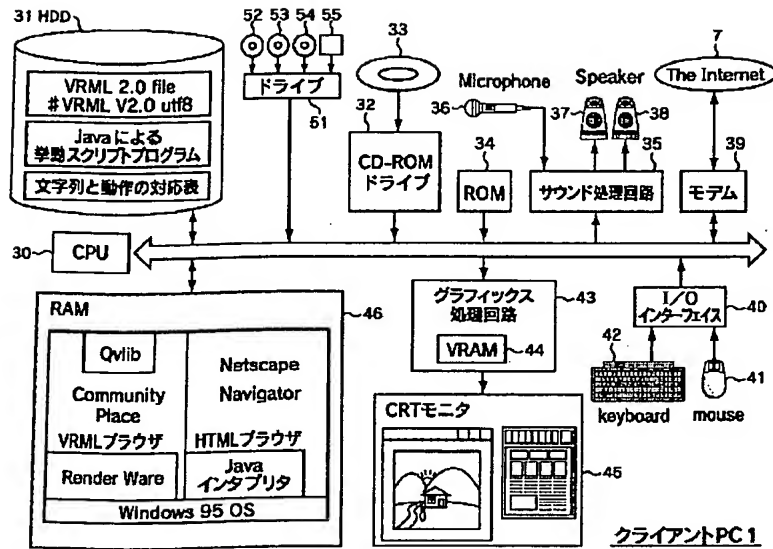 31 HDD
VRML 2.0 file
#VRML V2.0 utf8
Javaによる
挙動スクリプトプログラム
文字列と動作の対応表
52
53
54
55
ドライブ
51
33
32
CD-ROM
ドライブ
34
ROM
Microphone
36
Speaker
37
38
35
サウンド処理回路
7
The Internet
39
モデム
30
CPU
RAM
46
Qvlib
Community
Place
VRMLブラウザ
Render Ware
Netscape
Navigator
HTMLブラウザ
Java
インタプリタ
Windows 95 OS
グラフィックス
処理回路
43
VRAM
44
CRTモニタ
45
I/O
インターフェイス
40
42
41
keyboard
mouse
クライアントPC 1